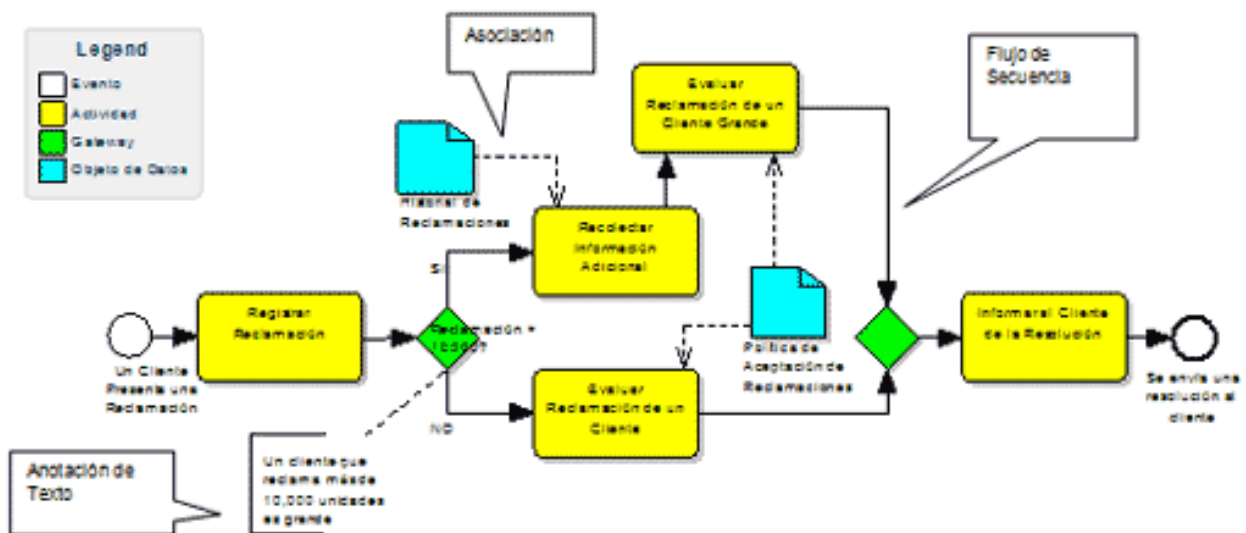 Legend
Evento
Actividad
Gateway
Objeto de Datos
Asociación
Flujo de
Secuencia
Evaluar
Reclamación de un
Cliente Grande
de
Reclamaciones
Recolectar
Información
Adicional
SI
Registrar
Reclamación
Reclamación
Un Cliente
Presenta una
Reclamación
Política de
Aceptación de
Reclamaciones
Informar al Cliente
de la Resolución
Se envía una
resolución al
cliente
Evaluar
Reclamación de un
Cliente
NO
Anotación de
Texto
Un cliente que
reclama más de
10,000 unidades
es grande